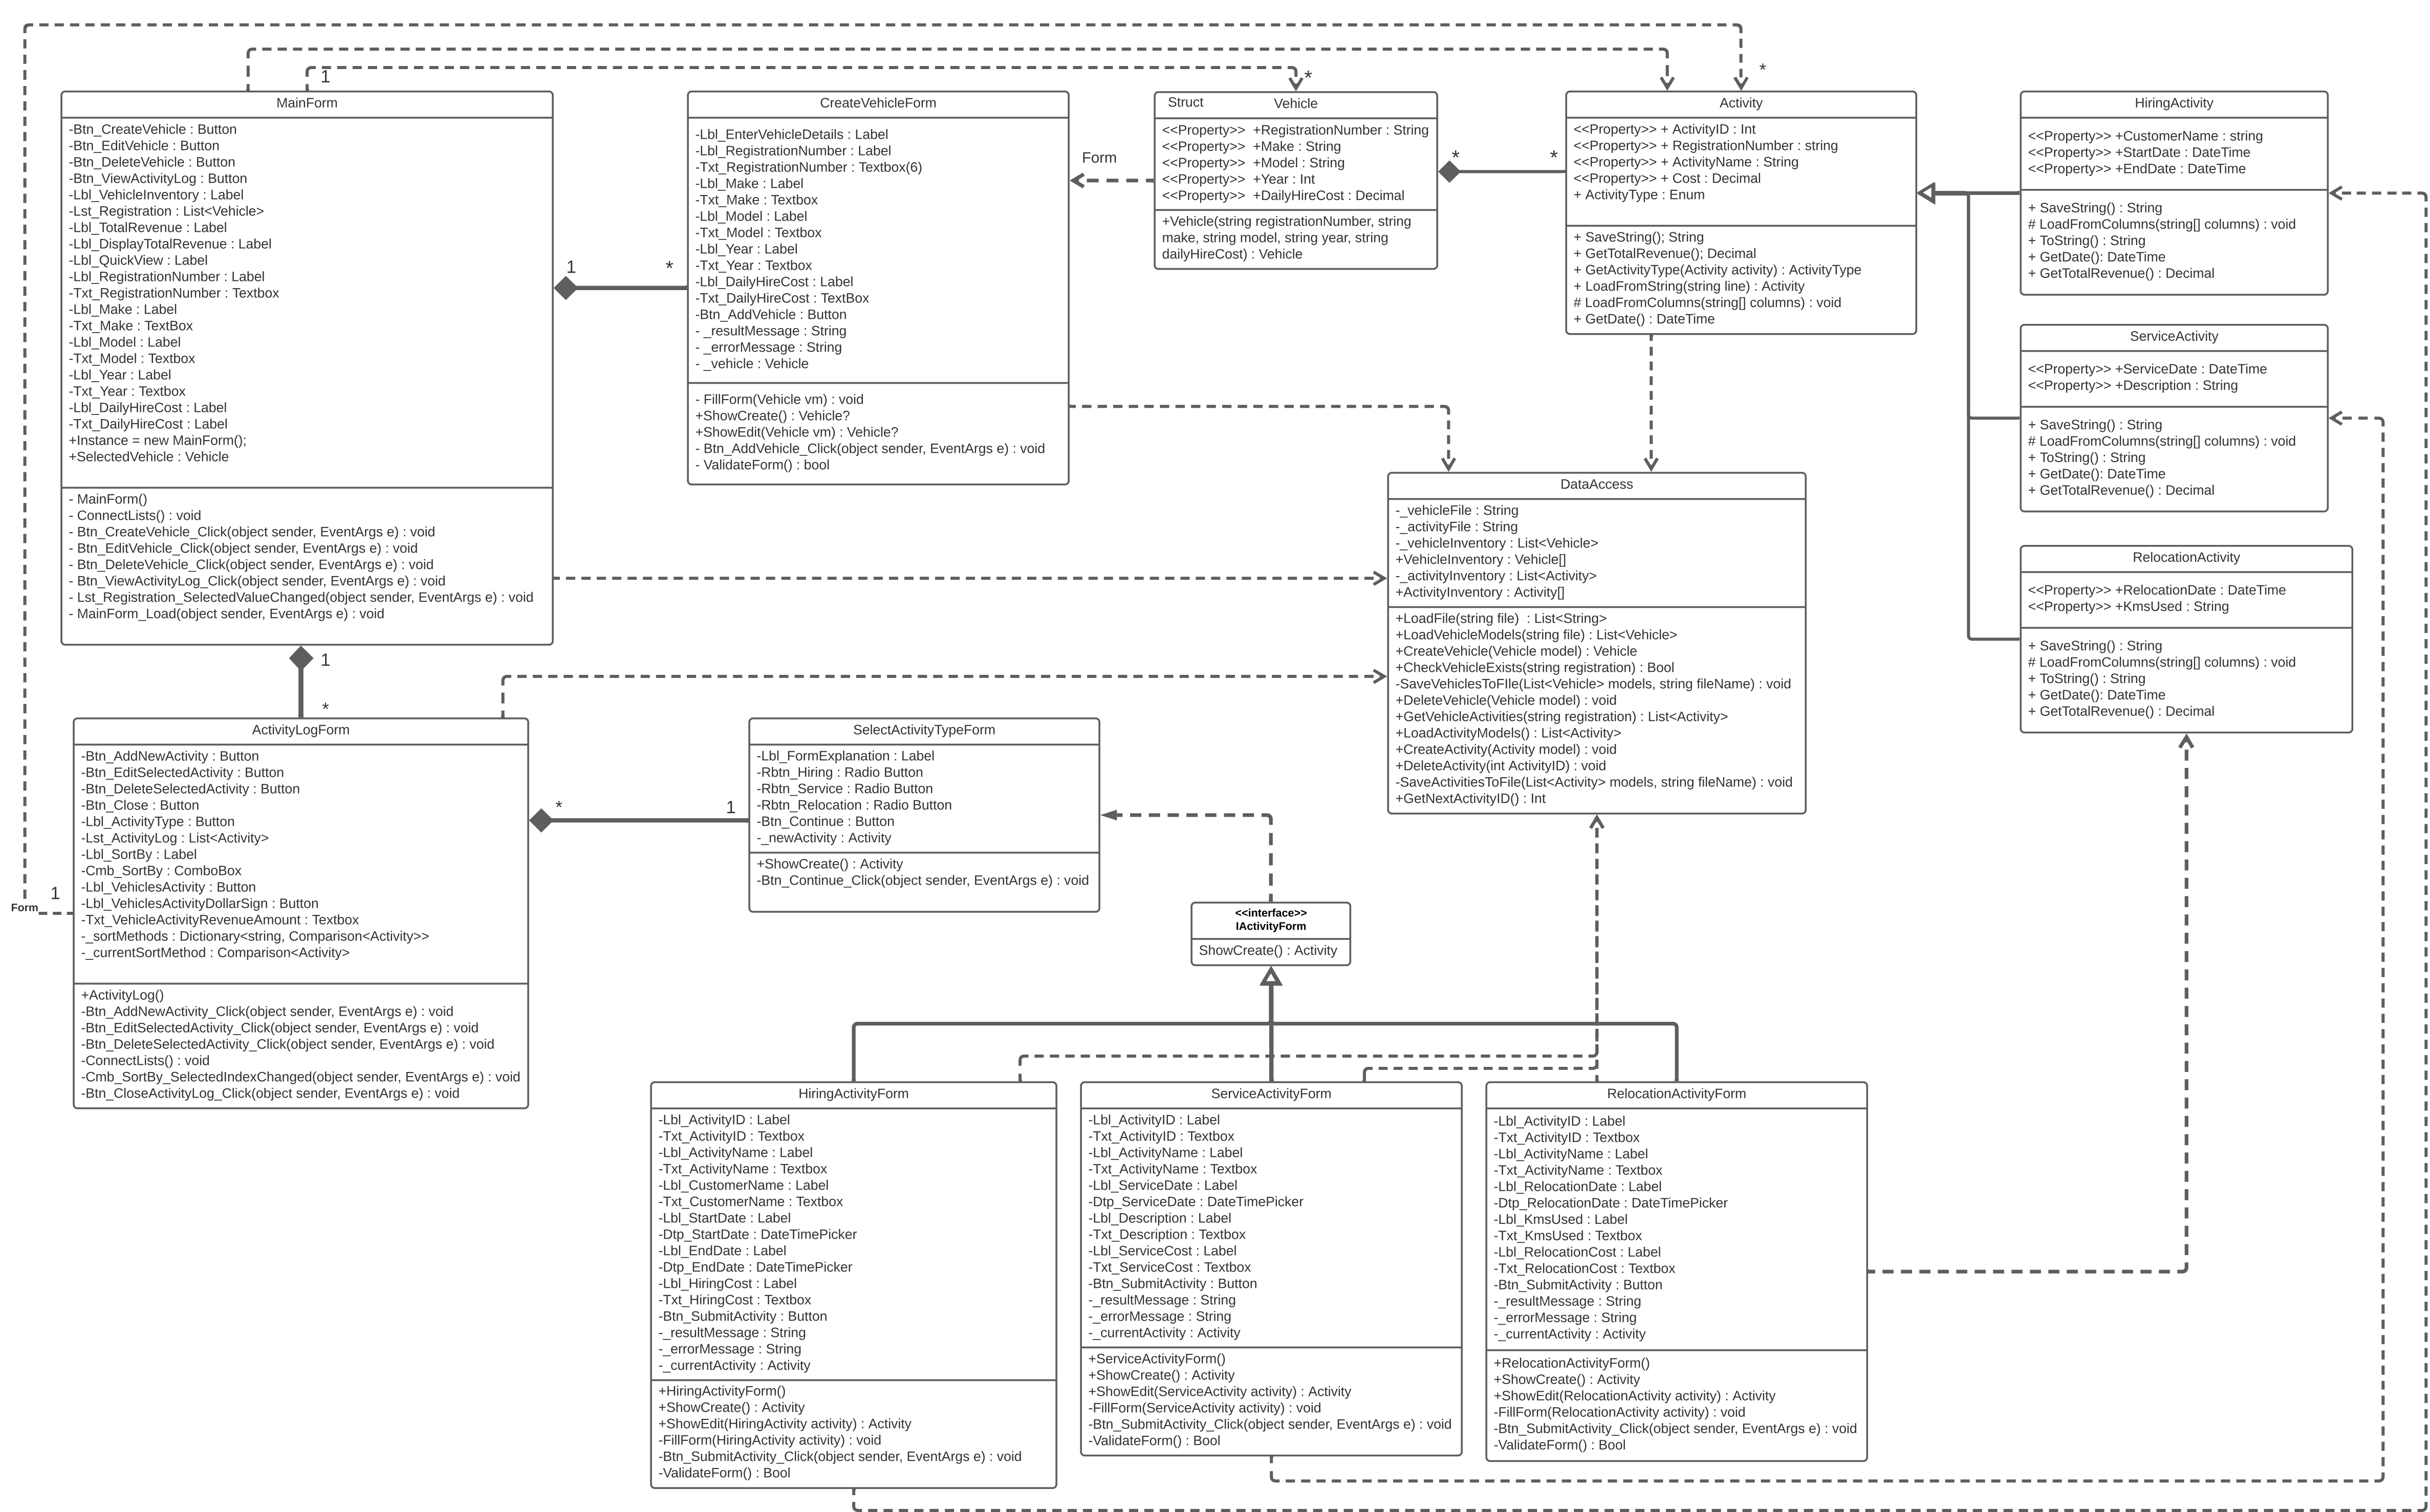 1
*
*
MainForm
-Btn_CreateVehicle : Button
-Btn_EditVehicle : Button
-Btn_DeleteVehicle : Button
-Btn_ViewActivityLog : Button
-Lbl_VehicleInventory : Label
-Lst_Registration : List<Vehicle>
-Lbl_TotalRevenue : Label
-Lbl_DisplayTotalRevenue : Label
-Lbl_QuickView : Label
-Lbl_RegistrationNumber : Label
-Txt_RegistrationNumber : Textbox
-Lbl_Make : Label
-Txt_Make : TextBox
-Lbl_Model : Label
-Txt_Model : Textbox
-Lbl_Year : Label
-Txt_Year : Textbox
-Lbl_DailyHireCost : Label
-Txt_DailyHireCost : Label
+Instance = new MainForm();
+SelectedVehicle : Vehicle
- MainForm()
- ConnectLists() : void
- Btn_CreateVehicle_Click(object sender, EventArgs e) : void
- Btn_EditVehicle_Click(object sender, EventArgs e) : void
- Btn_DeleteVehicle_Click(object sender, EventArgs e) : void
- Btn_ViewActivityLog_Click(object sender, EventArgs e) : void
- Lst_Registration_SelectedValueChanged(object sender, EventArgs e) : void
- MainForm_Load(object sender, EventArgs e) : void
1
*
CreateVehicleForm
-Lbl_EnterVehicleDetails : Label
-Lbl_RegistrationNumber : Label
-Txt_RegistrationNumber : Textbox(6)
-Lbl_Make : Label
-Txt_Make : Textbox
-Lbl_Model : Label
-Txt_Model : Textbox
-Lbl_Year : Label
-Txt_Year : Textbox
-Lbl_DailyHireCost : Label
-Txt_DailyHireCost : TextBox
-Btn_AddVehicle : Button
- _resultMessage : String
- _errorMessage : String
- _vehicle : Vehicle
- FillForm(Vehicle vm) : void
+ShowCreate() : Vehicle?
+ShowEdit(Vehicle vm) : Vehicle?
- Btn_AddVehicle_Click(object sender, EventArgs e) : void
- ValidateForm() : bool
Form
Struct
Vehicle
<<Property>> +RegistrationNumber : String
<<Property>> +Make : String
<<Property>> +Model : String
<<Property>> +Year : Int
<<Property>> +DailyHireCost : Decimal
+Vehicle(string registrationNumber, string
make, string model, string year, string
dailyHireCost) : Vehicle
*
*
Activity
<<Property>> + ActivityID : Int
<<Property>> + RegistrationNumber : string
<<Property>> + ActivityName : String
<<Property>> + Cost : Decimal
+ ActivityType : Enum
+ SaveString(); String
+ GetTotalRevenue(); Decimal
+ GetActivityType(Activity activity) : ActivityType
+ LoadFromString(string line) : Activity
# LoadFromColumns(string[] columns) : void
+ GetDate() : DateTime
HiringActivity
<<Property>> +CustomerName : string
<<Property>> +StartDate : DateTime
<<Property>> +EndDate : DateTime
+ SaveString() : String
# LoadFromColumns(string[] columns) : void
+ ToString() : String
+ GetDate(): DateTime
+ GetTotalRevenue() : Decimal
ServiceActivity
<<Property>> +ServiceDate : DateTime
<<Property>> +Description : String
+ SaveString() : String
# LoadFromColumns(string[] columns) : void
+ ToString() : String
+ GetDate(): DateTime
+ GetTotalRevenue() : Decimal
RelocationActivity
<<Property>> +RelocationDate : DateTime
<<Property>> +KmsUsed : String
+ SaveString() : String
# LoadFromColumns(string[] columns) : void
+ ToString() : String
+ GetDate(): DateTime
+ GetTotalRevenue() : Decimal
DataAccess
-_vehicleFile : String
-_activityFile : String
-_vehicleInventory : List<Vehicle>
+VehicleInventory : Vehicle[]
-_activityInventory : List<Activity>
+ActivityInventory : Activity[]
+LoadFile(string file) : List<String>
+LoadVehicleModels(string file) : List<Vehicle>
+CreateVehicle(Vehicle model) : Vehicle
+CheckVehicleExists(string registration) : Bool
-SaveVehiclesToFIle(List<Vehicle> models, string fileName) : void
+DeleteVehicle(Vehicle model) : void
+GetVehicleActivities(string registration) : List<Activity>
+LoadActivityModels() : List<Activity>
+CreateActivity(Activity model) : void
+DeleteActivity(int ActivityID) : void
-SaveActivitiesToFile(List<Activity> models, string fileName) : void
+GetNextActivityID() : Int
1
*
ActivityLogForm
-Btn_AddNewActivity : Button
-Btn_EditSelectedActivity : Button
-Btn_DeleteSelectedActivity : Button
-Btn_Close : Button
-Lbl_ActivityType : Button
-Lst_ActivityLog : List<Activity>
-Lbl_SortBy : Label
-Cmb_SortBy : ComboBox
-Lbl_VehiclesActivity : Button
-Lbl_VehiclesActivityDollarSign : Button
-Txt_VehicleActivityRevenueAmount : Textbox
-_sortMethods : Dictionary<string, Comparison<Activity>>
-_currentSortMethod : Comparison<Activity>
+ActivityLog()
-Btn_AddNewActivity_Click(object sender, EventArgs e) : void
-Btn_EditSelectedActivity_Click(object sender, EventArgs e) : void
-Btn_DeleteSelectedActivity_Click(object sender, EventArgs e) : void
-ConnectLists() : void
-Cmb_SortBy_SelectedIndexChanged(object sender, EventArgs e) : void
-Btn_CloseActivityLog_Click(object sender, EventArgs e) : void
1
Form
*
1
SelectActivityTypeForm
-Lbl_FormExplanation : Label
-Rbtn_Hiring : Radio Button
-Rbtn_Service : Radio Button
-Rbtn_Relocation : Radio Button
-Btn_Continue : Button
-_newActivity : Activity
+ShowCreate() : Activity
-Btn_Continue_Click(object sender, EventArgs e) : void
<<interface>>
IActivityForm
ShowCreate() : Activity
HiringActivityForm
-Lbl_ActivityID : Label
-Txt_ActivityID : Textbox
-Lbl_ActivityName : Label
-Txt_ActivityName : Textbox
-Lbl_CustomerName : Label
-Txt_CustomerName : Textbox
-Lbl_StartDate : Label
-Dtp_StartDate : DateTimePicker
-Lbl_EndDate : Label
-Dtp_EndDate : DateTimePicker
-Lbl_HiringCost : Label
-Txt_HiringCost : Textbox
-Btn_SubmitActivity : Button
-_resultMessage : String
-_errorMessage : String
-_currentActivity : Activity
+HiringActivityForm()
+ShowCreate() : Activity
+ShowEdit(HiringActivity activity) : Activity
-FillForm(HiringActivity activity) : void
-Btn_SubmitActivity_Click(object sender, EventArgs e) : void
-ValidateForm() : Bool
ServiceActivityForm
-Lbl_ActivityID : Label
-Txt_ActivityID : Textbox
-Lbl_ActivityName : Label
-Txt_ActivityName : Textbox
-Lbl_ServiceDate : Label
-Dtp_ServiceDate : DateTimePicker
-Lbl_Description : Label
-Txt_Description : Textbox
-Lbl_ServiceCost : Label
-Txt_ServiceCost : Textbox
-Btn_SubmitActivity : Button
-_resultMessage : String
-_errorMessage : String
-_currentActivity : Activity
+ServiceActivityForm()
+ShowCreate() : Activity
+ShowEdit(ServiceActivity activity) : Activity
-FillForm(ServiceActivity activity) : void
-Btn_SubmitActivity_Click(object sender, EventArgs e) : void
-ValidateForm() : Bool
RelocationActivityForm
-Lbl_ActivityID : Label
-Txt_ActivityID : Textbox
-Lbl_ActivityName : Label
-Txt_ActivityName : Textbox
-Lbl_RelocationDate : Label
-Dtp_RelocationDate : DateTimePicker
-Lbl_KmsUsed : Label
-Txt_KmsUsed : Textbox
-Lbl_RelocationCost : Label
-Txt_RelocationCost : Textbox
-Btn_SubmitActivity : Button
-_resultMessage : String
-_errorMessage : String
-_currentActivity : Activity
+RelocationActivityForm()
+ShowCreate() : Activity
+ShowEdit(RelocationActivity activity) : Activity
-FillForm(RelocationActivity activity) : void
-Btn_SubmitActivity_Click(object sender, EventArgs e) : void
-ValidateForm() : Bool